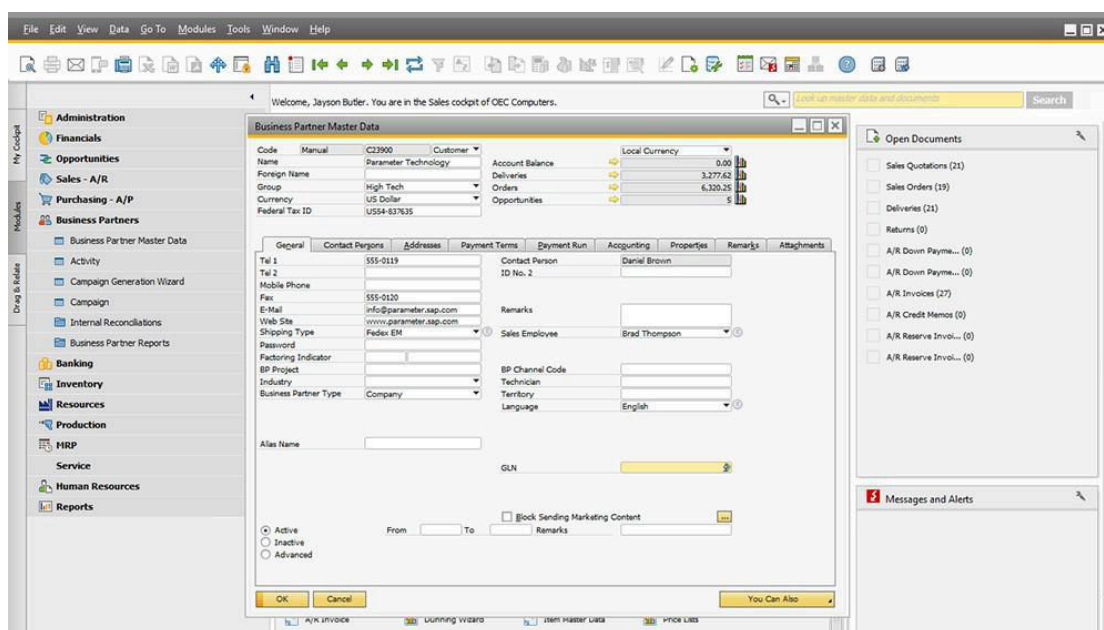 File Edit View Data Go To Modules Tools Window Help
Welcome, Jayson Butler. You are in the Sales cockpit of OEC Computers.
Look up master data and documents
Search
My Cockpit
Modules
Drag & Relate
Administration
Financials
Opportunities
Sales - A/R
Purchasing - A/P
Business Partners
Business Partner Master Data
Activity
Campaign Generation Wizard
Campaign
Internal Reconciliations
Business Partner Reports
Banking
Inventory
Resources
Production
MRP
Service
Human Resources
Reports
Business Partner Master Data
Code Manual C23900 Customer
Name Parameter Technology
Foreign Name
Group High Tech
Currency US Dollar
Federal Tax ID US54-837635
Local Currency
Account Balance 0.00
Deliveries 3,277.62
Orders 6,320.25
Opportunities 5
General Contact Persons Addresses Payment Terms Payment Run Accounting Properties Remarks Attachments
Tel 1 555-0119
Tel 2
Mobile Phone
Fax 555-0120
E-Mail info@parameter.sap.com
Web Site www.parameter.sap.com
Shipping Type Fedex EM
Password
Factoring Indicator
BP Project
Industry
Business Partner Type Company
Alias Name
Contact Person Daniel Brown
ID No. 2
Remarks
Sales Employee Brad Thompson
BP Channel Code
Technician
Territory
Language English
GLN
Block Sending Marketing Content
Active From To Remarks
Inactive
Advanced
OK Cancel You Can Also
A/R Invoice Dunning Wizard Item Master Data Price Lists
Open Documents
Sales Quotations (21)
Sales Orders (19)
Deliveries (21)
Returns (0)
A/R Down Payme... (0)
A/R Down Payme... (0)
A/R Invoices (27)
A/R Credit Memos (0)
A/R Reserve Invoi... (0)
A/R Reserve Invoi... (0)
Messages and Alerts